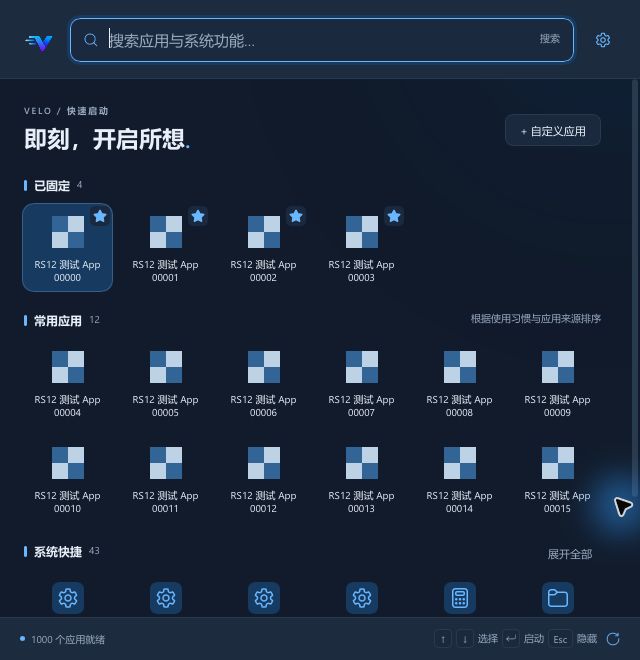 搜索应用与系统功能...
搜索
VELO / 快速启动
即刻，开启所想.
+ 自定义应用
已固定 4
RS12 测试 App
00000
RS12 测试 App
00001
RS12 测试 App
00002
RS12 测试 App
00003
常用应用 12
根据使用习惯与应用来源排序
RS12 测试 App
00004
RS12 测试 App
00005
RS12 测试 App
00006
RS12 测试 App
00007
RS12 测试 App
00008
RS12 测试 App
00009
RS12 测试 App
00010
RS12 测试 App
00011
RS12 测试 App
00012
RS12 测试 App
00013
RS12 测试 App
00014
RS12 测试 App
00015
系统快捷 43
展开全部
1000 个应用就绪
↑ ↓ 选择 ↵ 启动 Esc 隐藏